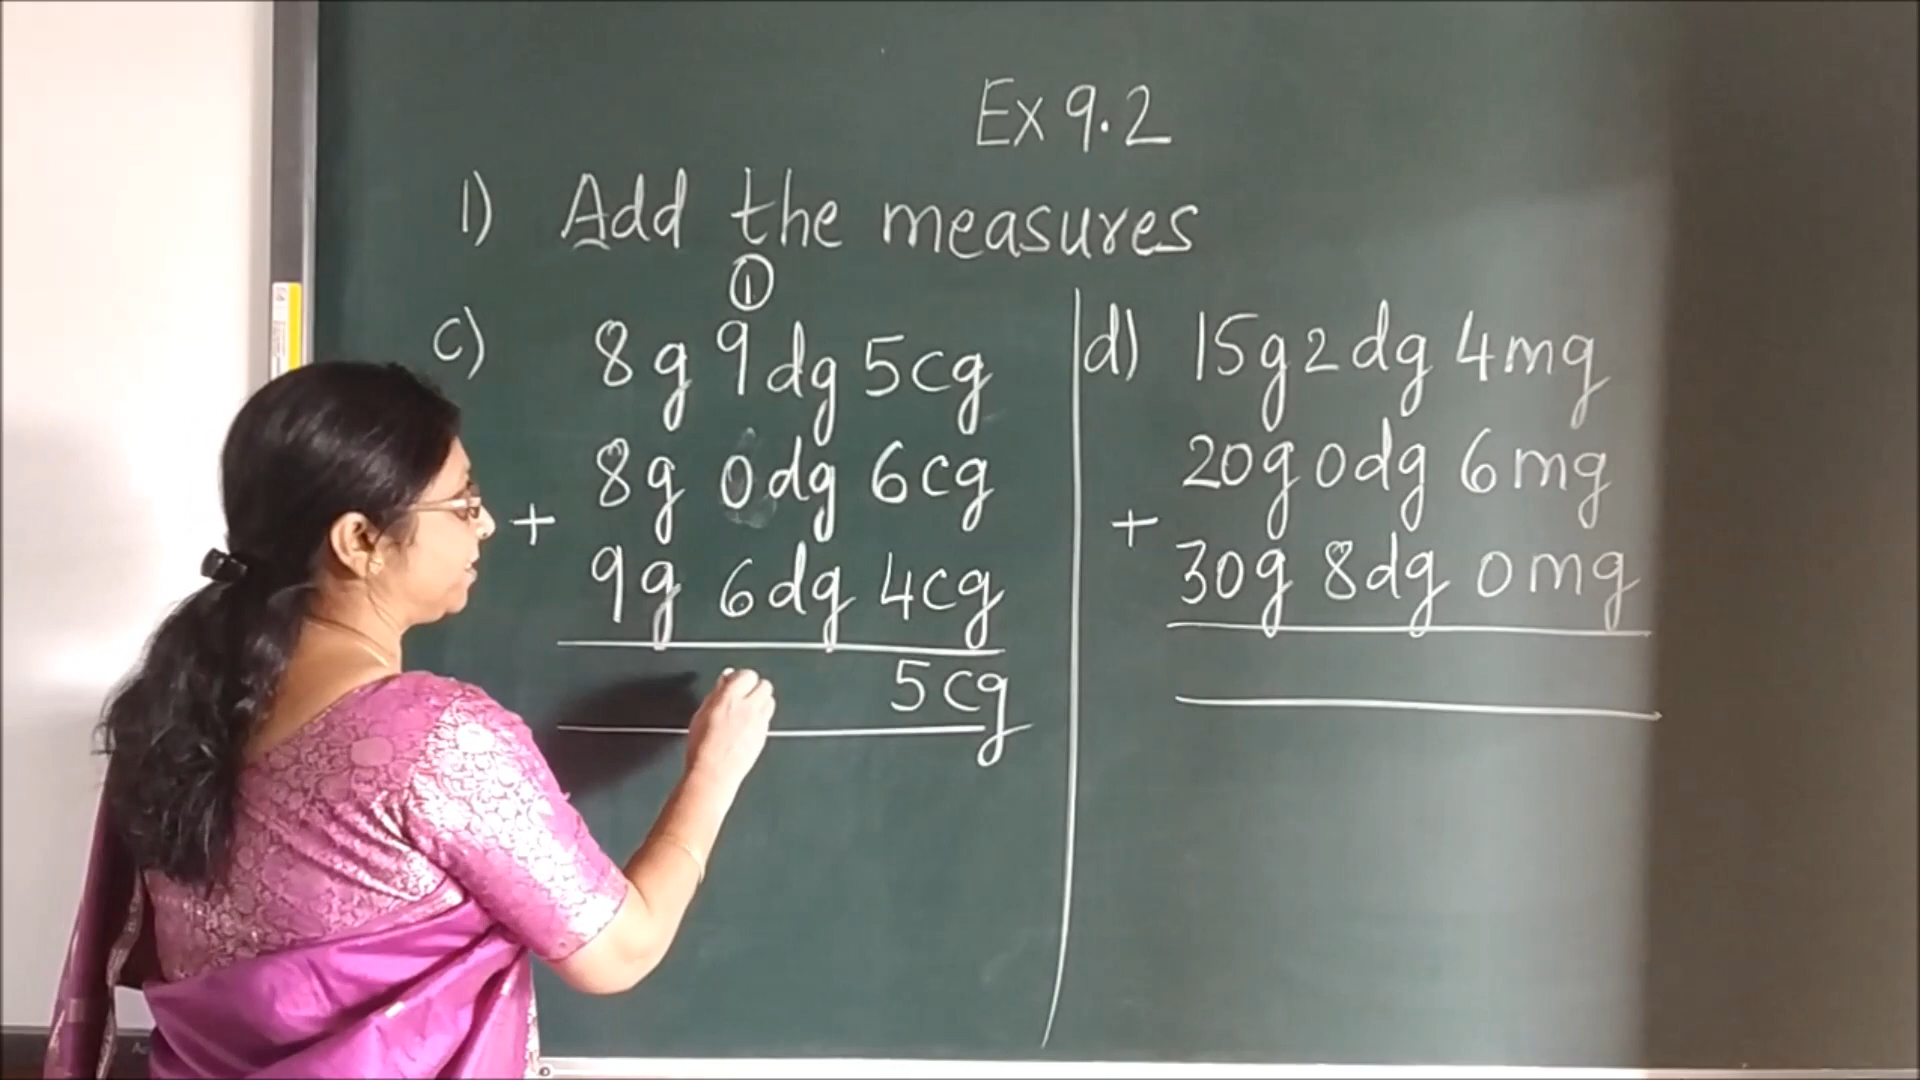 Ex 9.2
1) Add the measures
①
c) 8g 9dg 5cg
8g 0dg 6cg
+ 9g 6dg 4cg
5cg
d) 15g 2dg 4mg
20g 0dg 6mg
+ 30g 8dg 0mg